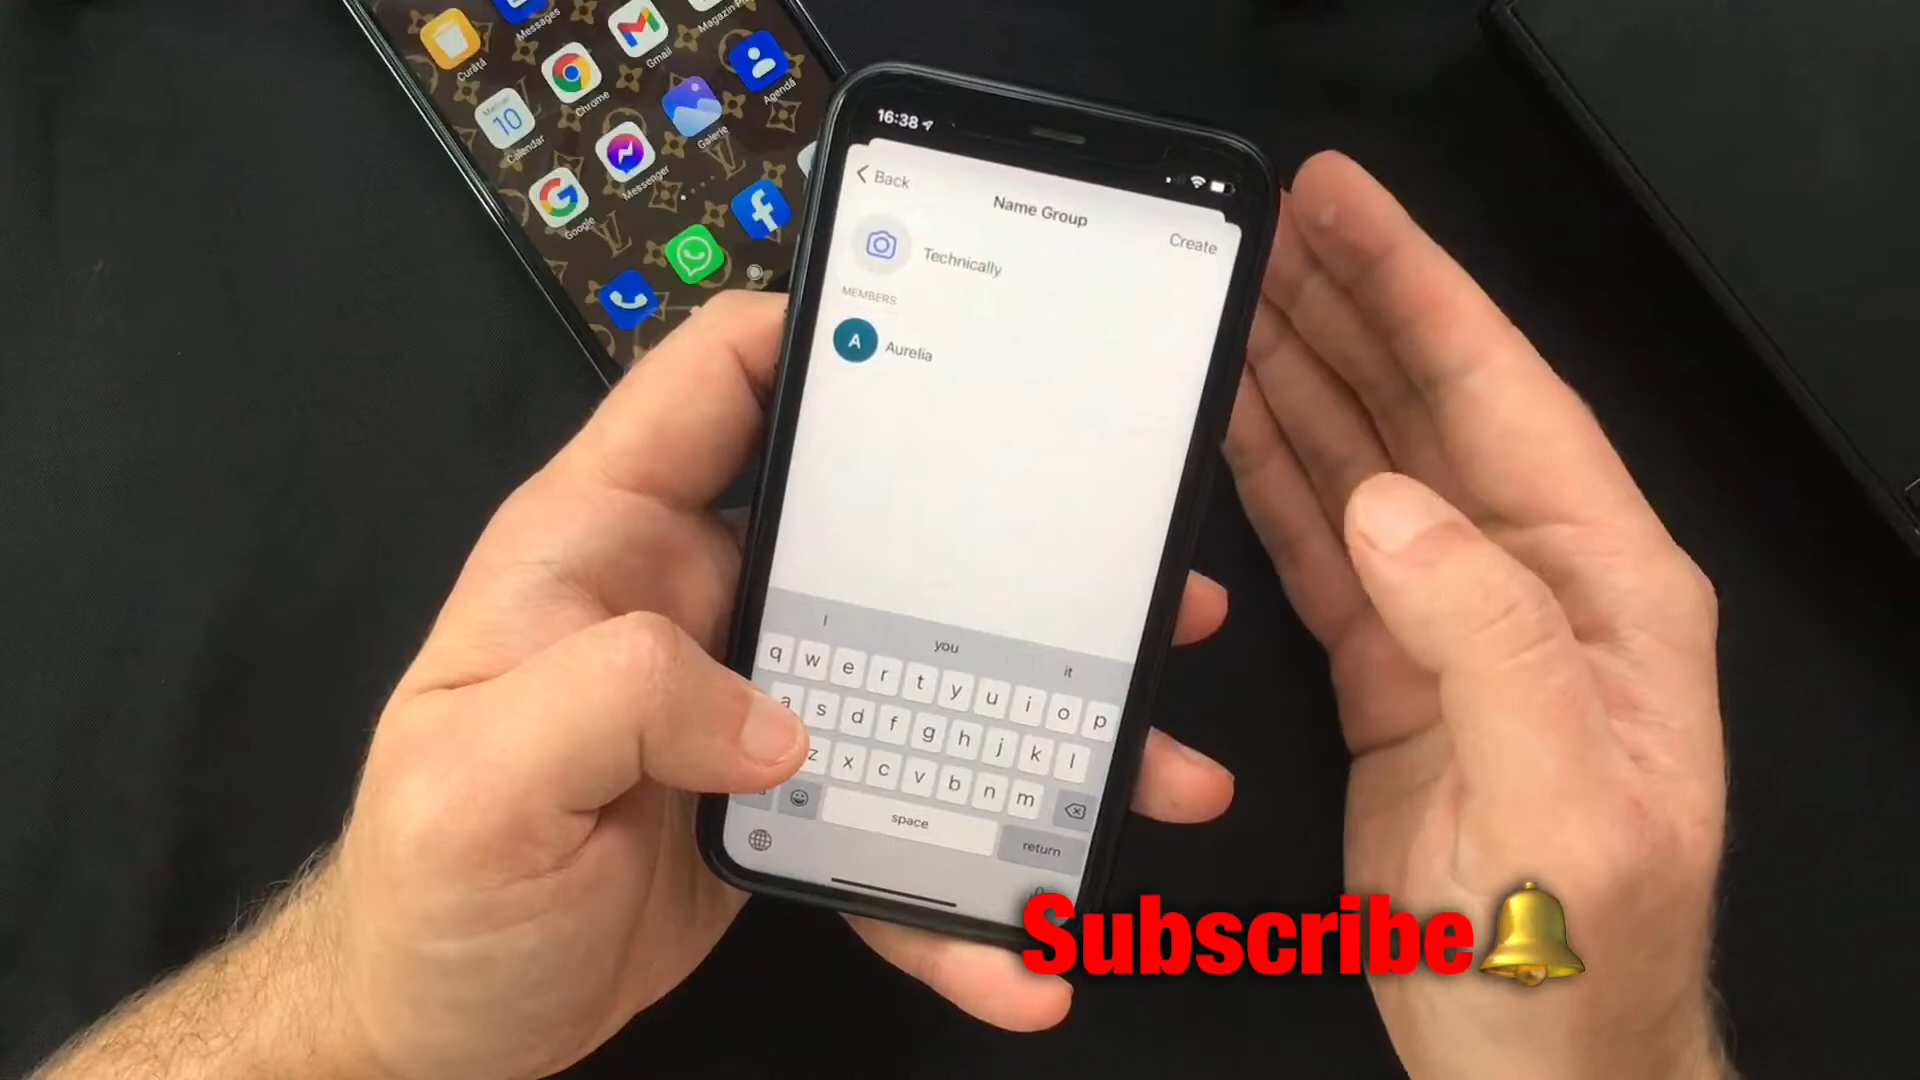 Messages
Curăță
Gmail
Chrome
Agendă
10
Calendar
Galerie
Messenger
Google
16:38
Back
Name Group
Create
Technically
MEMBERS
A
Aurelia
I
you
it
q w e r t y u i o p
a s d f g h j k l
z x c v b n m
space
return
Subscribe